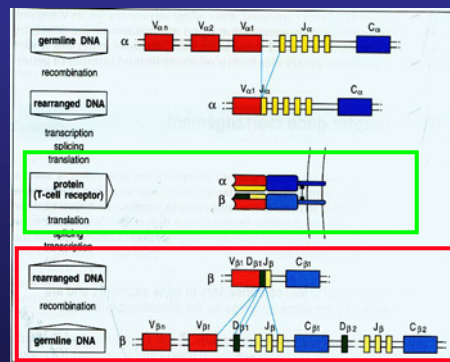 Vαn Vα2 Vα1 Jα Cα
germline DNA α
recombination
Vα1 Jα Cα
rearranged DNA α
transcription
splicing
translation
protein
(T-cell receptor)
α
β
translation
splicing
transcription
Vβ1 Dβ1 Jβ Cβ1
rearranged DNA β
recombination
Vβn Vβ1 Dβ1 Jβ Cβ1 Dβ2 Jβ Cβ2
germline DNA β